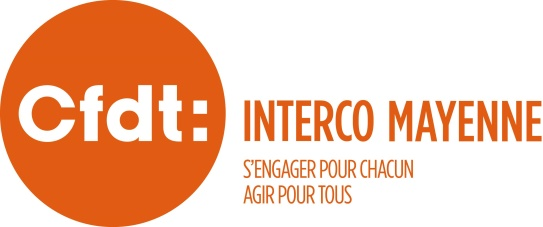 Cfdt:
INTERCO MAYENNE
S'ENGAGER POUR CHACUN
AGIR POUR TOUS